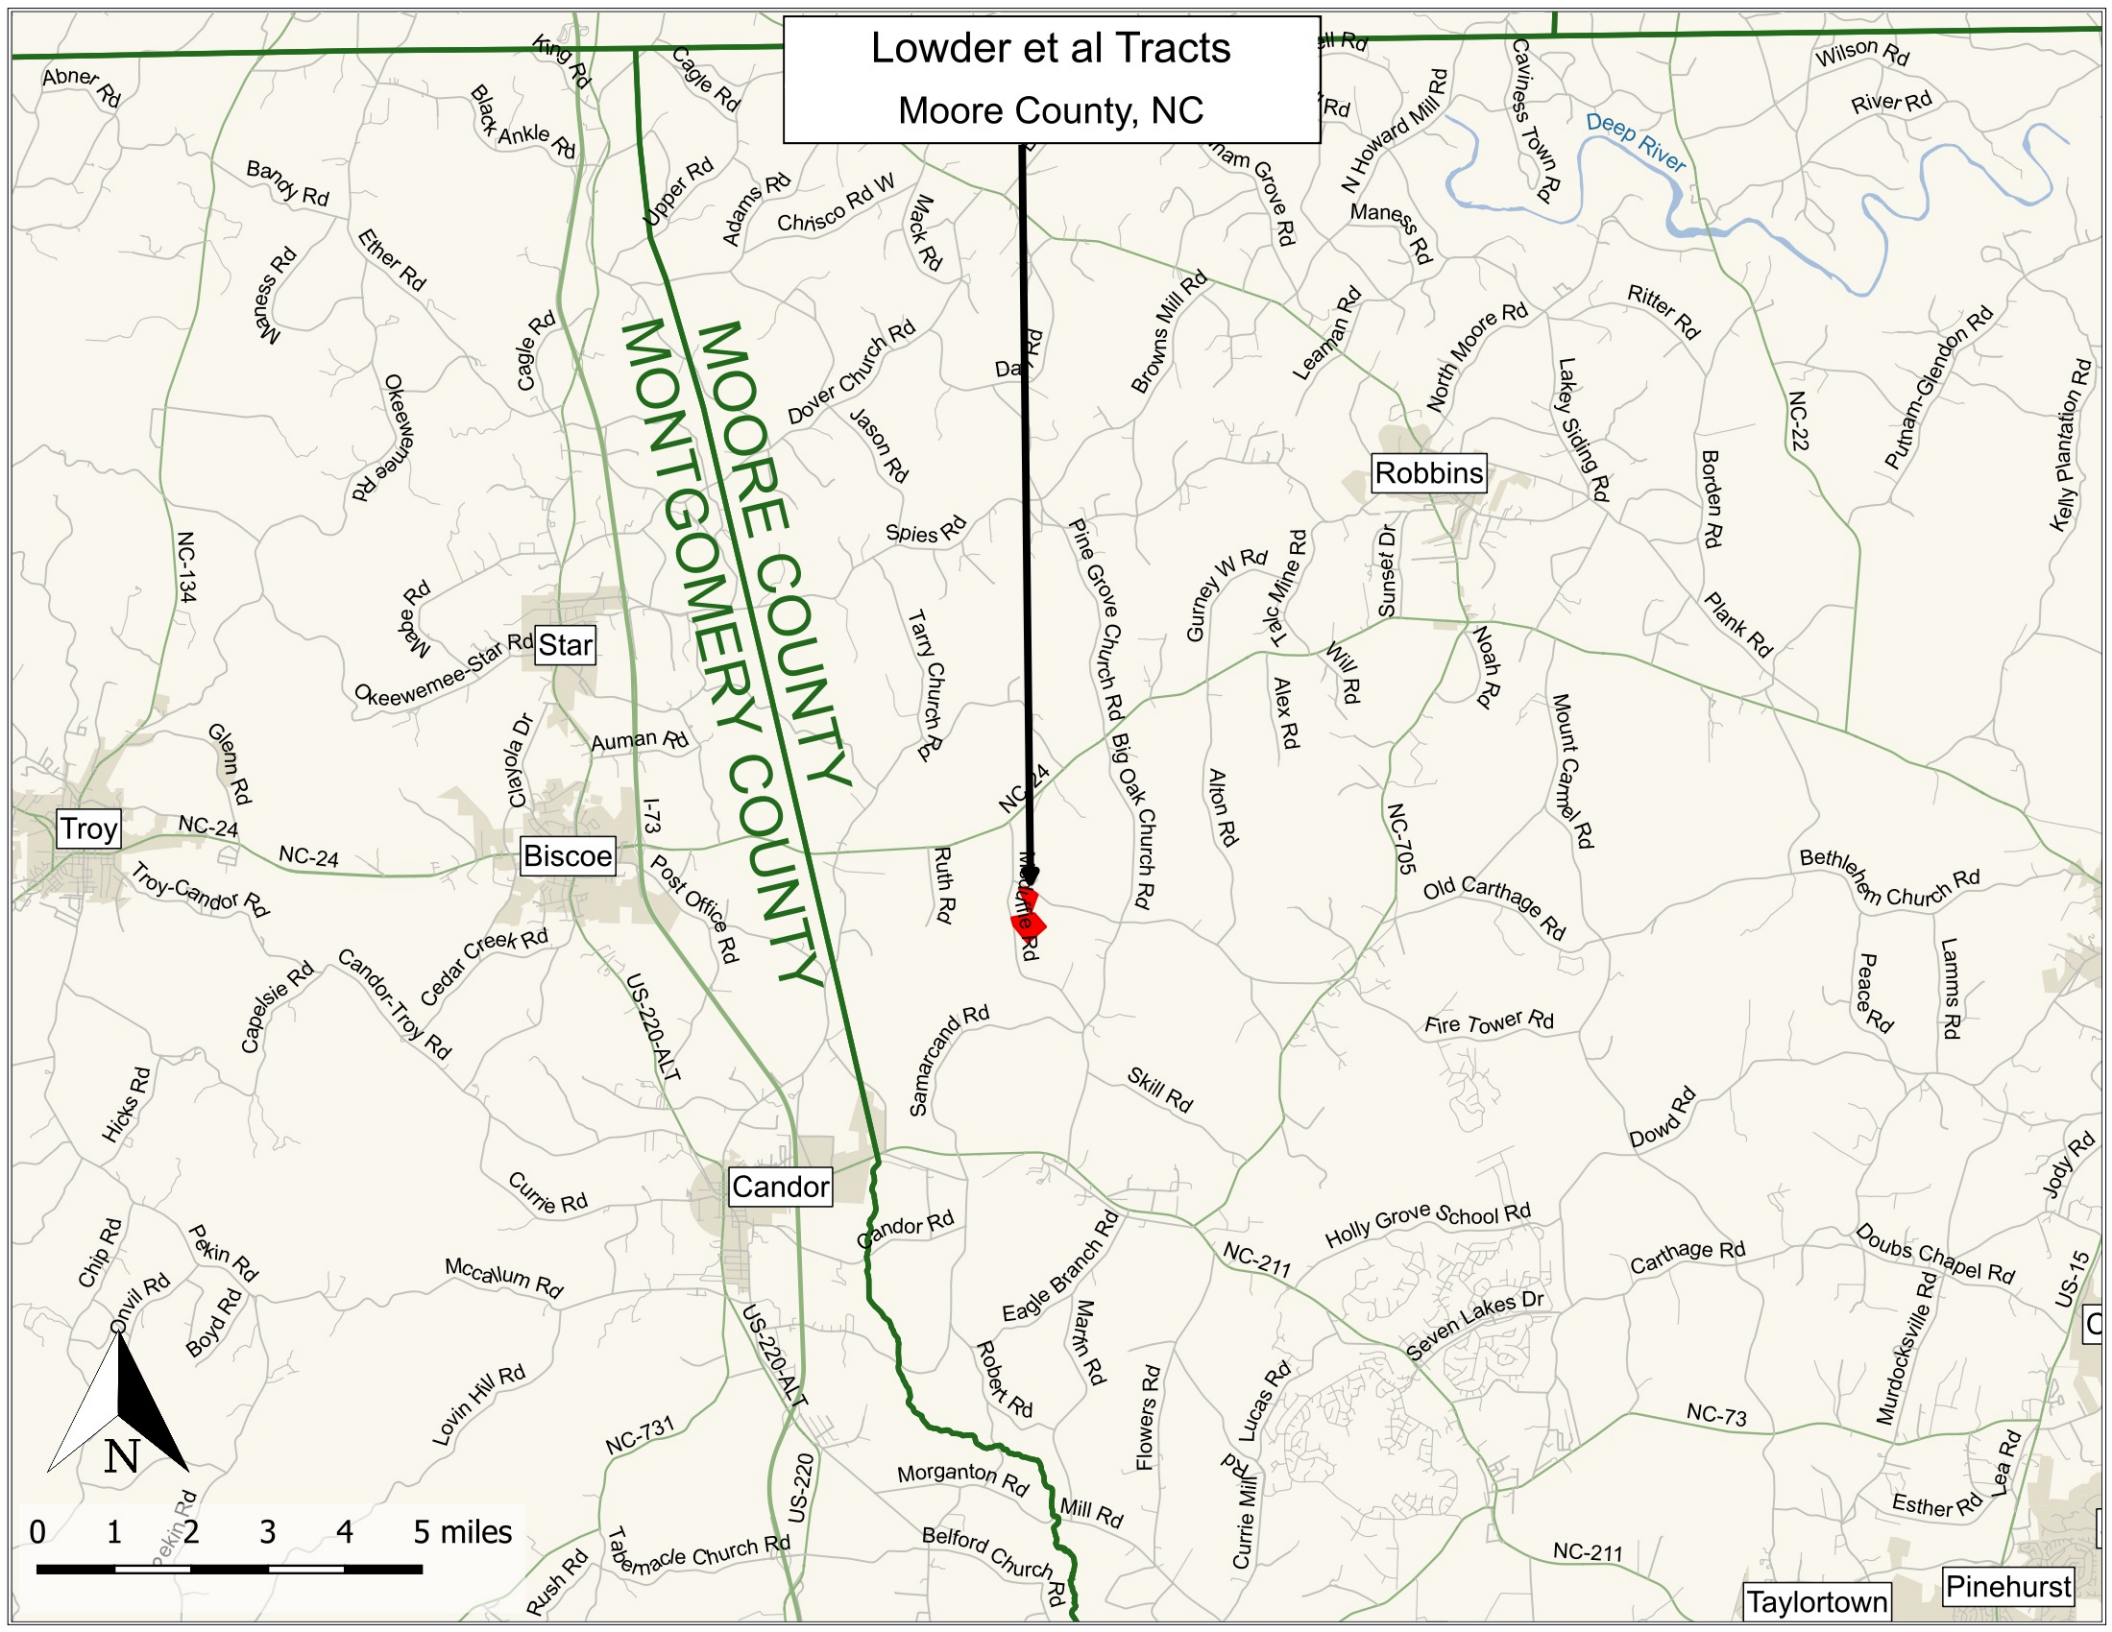 Lowder et al Tracts
Moore County, NC
King Rd
Cagle Rd
Abner Rd
Black Ankle Rd
Bandy Rd
Upper Rd
Adams Rd
Chrisco Rd W
Mack Rd
Rd
Rd
N Howard Mill Rd
Caviness Town Rd
Deep River
Wilson Rd
River Rd
Grove Rd
Maness Rd
Maness Rd
Ether Rd
Cagle Rd
Dover Church Rd
Jason Rd
Browns Mill Rd
Leaman Rd
North Moore Rd
Ritter Rd
Lakey Siding Rd
NC-22
Putnam-Glendon Rd
Kelly Plantation Rd
Okeewemee Rd
MOORE COUNTY
MONTGOMERY COUNTY
Robbins
Borden Rd
NC-134
Spies Rd
Pine Grove Church Rd
Gurney W Rd
Talc Mine Rd
Sunset Dr
Mabe Rd
Star
Okeewemee-Star Rd
Tarry Church Rd
Will Rd
Noah Rd
Plank Rd
Alex Rd
Glenn Rd
Clayola Dr
Auman Rd
Big Oak Church Rd
Mount Carmel Rd
Troy
NC-24
NC-24
I-73
Biscoe
NC-24
Alton Rd
NC-705
Troy-Candor Rd
Post Office Rd
Ruth Rd
Rd
Old Carthage Rd
Bethlehem Church Rd
Cedar Creek Rd
Capelsie Rd
Candor-Troy Rd
US-220-ALT
Peace Rd
Lamms Rd
Samarcand Rd
Fire Tower Rd
Skill Rd
Hicks Rd
Dowd Rd
Jody Rd
Candor
Currie Rd
Candor Rd
Chip Rd
Pekin Rd
Onvil Rd
Boyd Rd
Mccallum Rd
Eagle Branch Rd
NC-211
Holly Grove School Rd
Carthage Rd
Doubs Chapel Rd
US-15
Martin Rd
Robert Rd
Seven Lakes Dr
Murdocksville Rd
US-220-ALT
Lovin Hill Rd
Flowers Rd
Lucas Rd
NC-731
NC-73
N
US-220
Morganton Rd
Mill Rd
Currie Mill Rd
Lea Rd
Esther Rd
Pekin Rd
0 1 2 3 4 5 miles
Rush Rd
Tabernacle Church Rd
Belford Church Rd
NC-211
Taylortown
Pinehurst